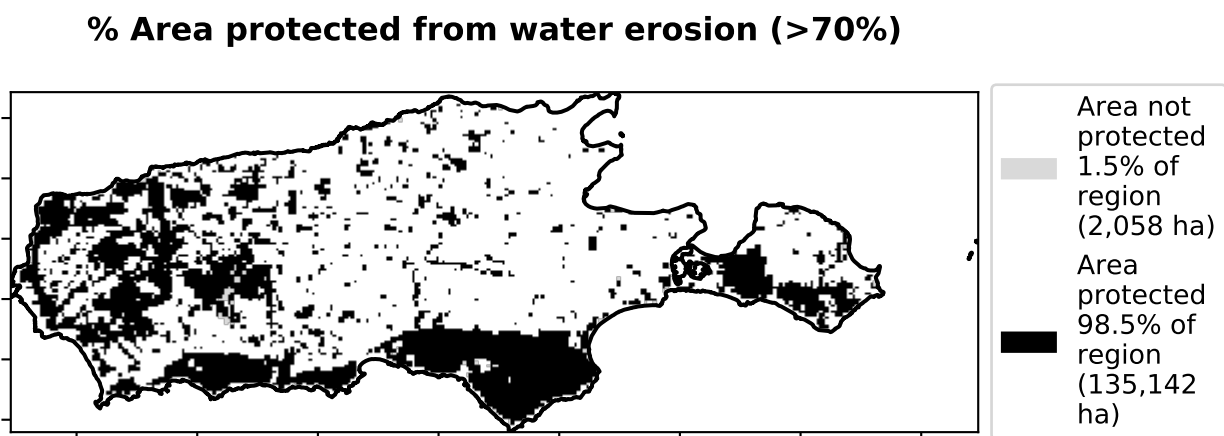 % Area protected from water erosion (>70%)
Area not
protected
1.5% of
region
(2,058 ha)
Area
protected
98.5% of
region
(135,142
ha)